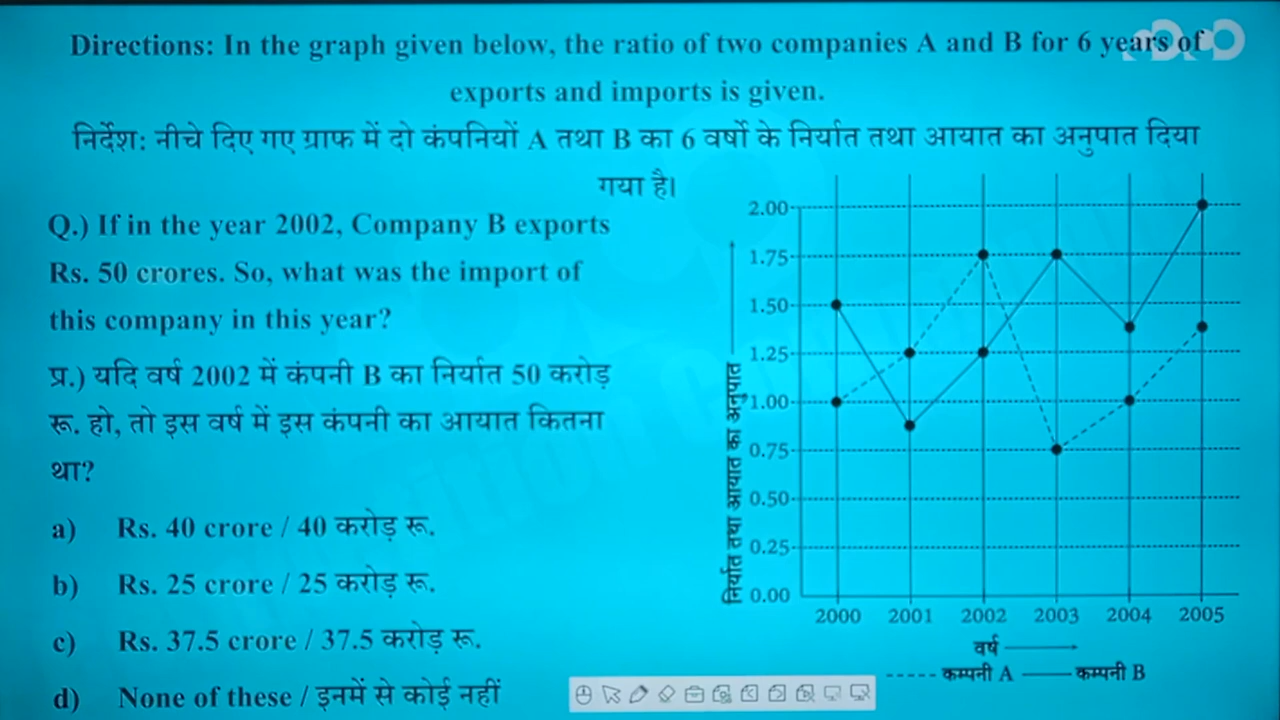 Directions: In the graph given below, the ratio of two companies A and B for 6 years of
exports and imports is given.
निर्देश: नीचे दिए गए ग्राफ में दो कंपनियों A तथा B का 6 वर्षो के निर्यात तथा आयात का अनुपात दिया
गया है।
Q.) If in the year 2002, Company B exports
Rs. 50 crores. So, what was the import of
this company in this year?
प्र.) यदि वर्ष 2002 में कंपनी B का निर्यात 50 करोड़
रू. हो, तो इस वर्ष में इस कंपनी का आयात कितना
था?
a) Rs. 40 crore / 40 करोड़ रू.
b) Rs. 25 crore / 25 करोड़ रू.
c) Rs. 37.5 crore / 37.5 करोड़ रू.
d) None of these / इनमें से कोई नहीं
निर्यात तथा आयात का अनुपात
2.00
1.75
1.50
1.25
1.00
0.75
0.50
0.25
0.00
2000 2001 2002 2003 2004 2005
वर्ष
कम्पनी A कम्पनी B